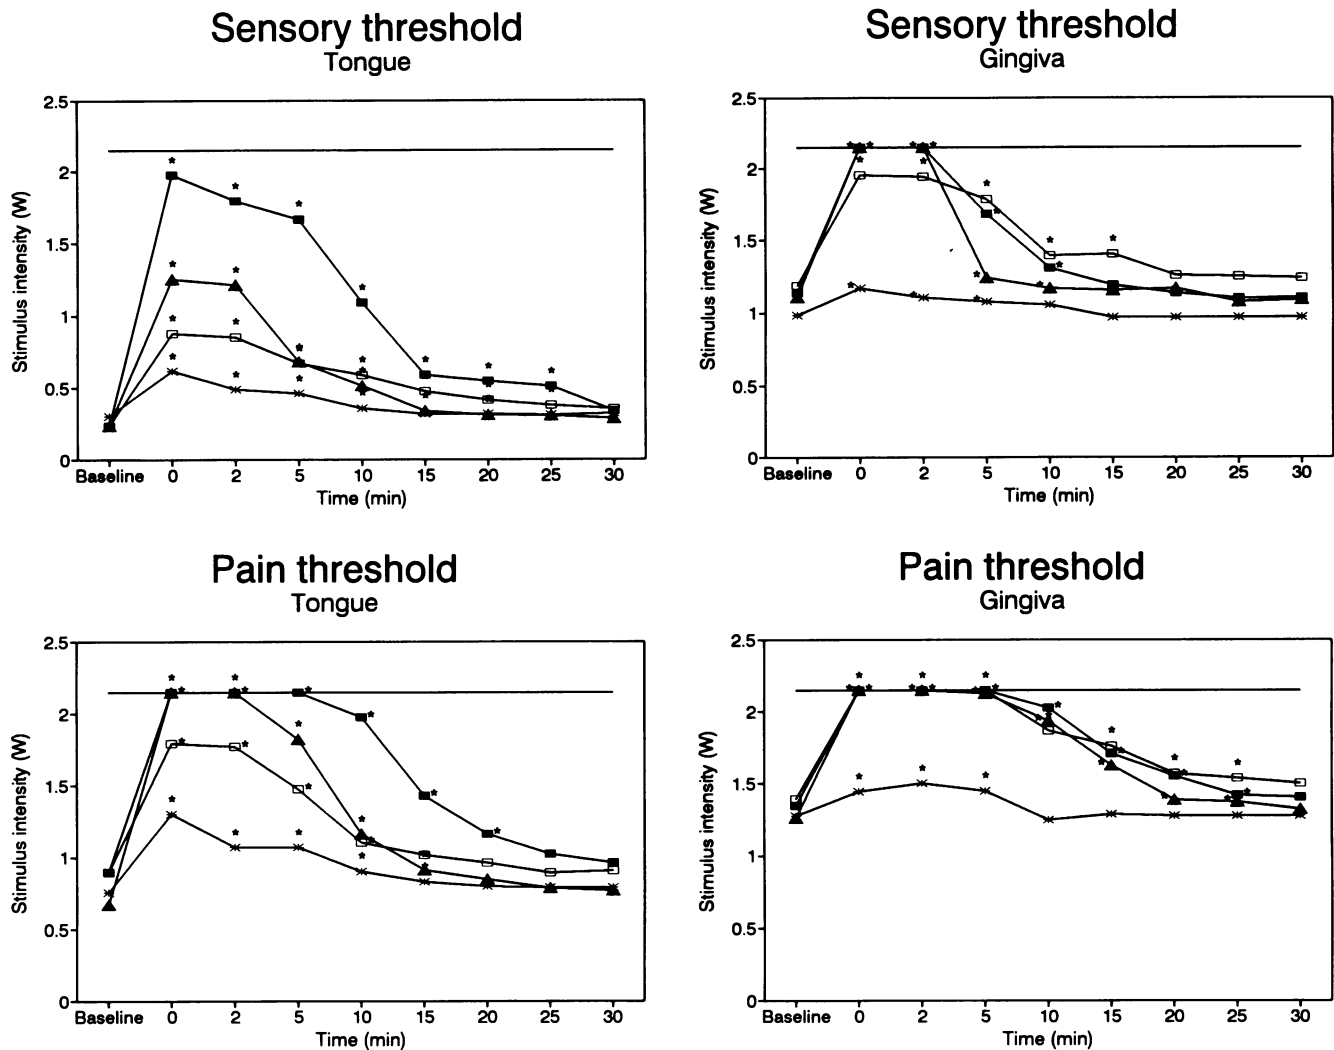 Sensory threshold
Tongue
2.5
2
1.5
1
0.5
0
Stimulus intensity (W)
Baseline 0 2 5 10 15 20 25 30
Time (min)
Sensory threshold
Gingiva
2.5
2
1.5
1
0.5
0
Stimulus intensity (W)
Baseline 0 2 5 10 15 20 25 30
Time (min)
Pain threshold
Tongue
2.5
2
1.5
1
0.5
0
Stimulus intensity (W)
Baseline 0 2 5 10 15 20 25 30
Time (min)
Pain threshold
Gingiva
2.5
2
1.5
1
0.5
0
Stimulus intensity (W)
Baseline 0 2 5 10 15 20 25 30
Time (min)